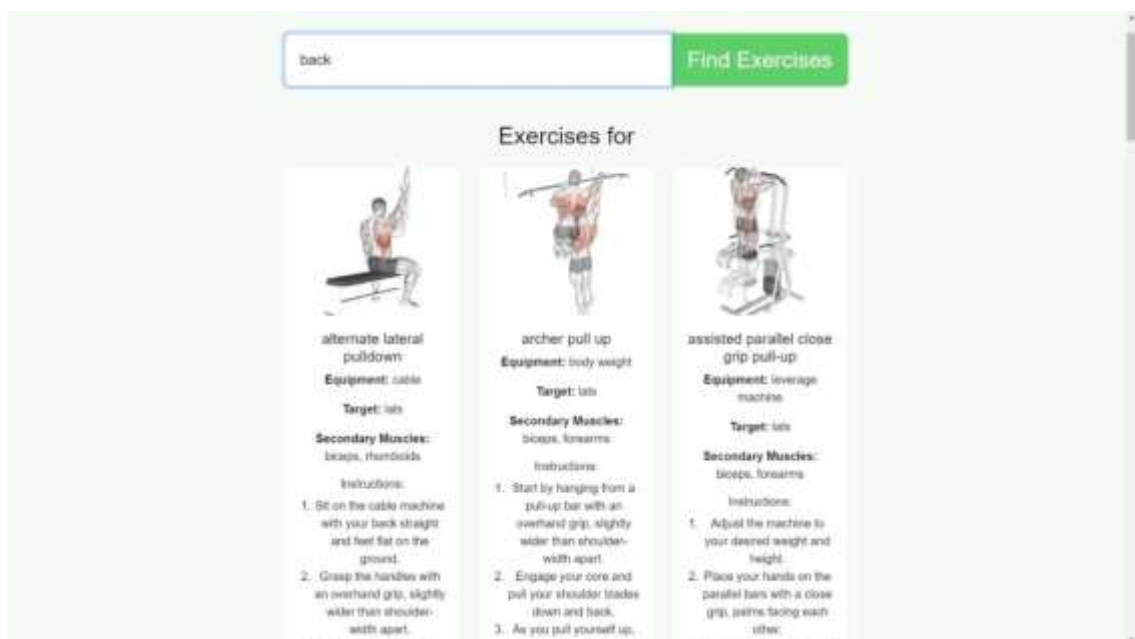 back
Find Exercises
Exercises for
alternate lateral
pulldown
Equipment: cable
Target: lats
Secondary Muscles:
biceps, rhomboids
Instructions:
1. Sit on the cable machine
with your back straight
and feet flat on the
ground.
2. Grasp the handles with
an overhand grip, slightly
wider than shoulder-
width apart.
archer pull up
Equipment: body weight
Target: lats
Secondary Muscles:
biceps, forearms
Instructions:
1. Start by hanging from a
pull-up bar with an
overhand grip, slightly
wider than shoulder-
width apart.
2. Engage your core and
pull your shoulder blades
down and back.
3. As you pull yourself up,
assisted parallel close
grip pull-up
Equipment: leverage
machine
Target: lats
Secondary Muscles:
biceps, forearms
Instructions:
1. Adjust the machine to
your desired weight and
height.
2. Place your hands on the
parallel bars with a close
grip, palms facing each
other.